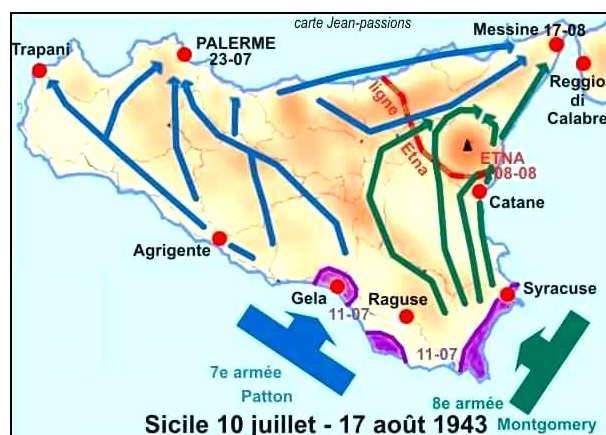 carte Jean-passions
Messine 17-08
Trapani
PALERME
23-07
Reggio
di
Calabre
ligne Etna
ETNA
08-08
Catane
Agrigente
Gela
Raguse
Syracuse
11-07
11-07
7e armée
Patton
8e armée
Montgomery
Sicile 10 juillet - 17 août 1943